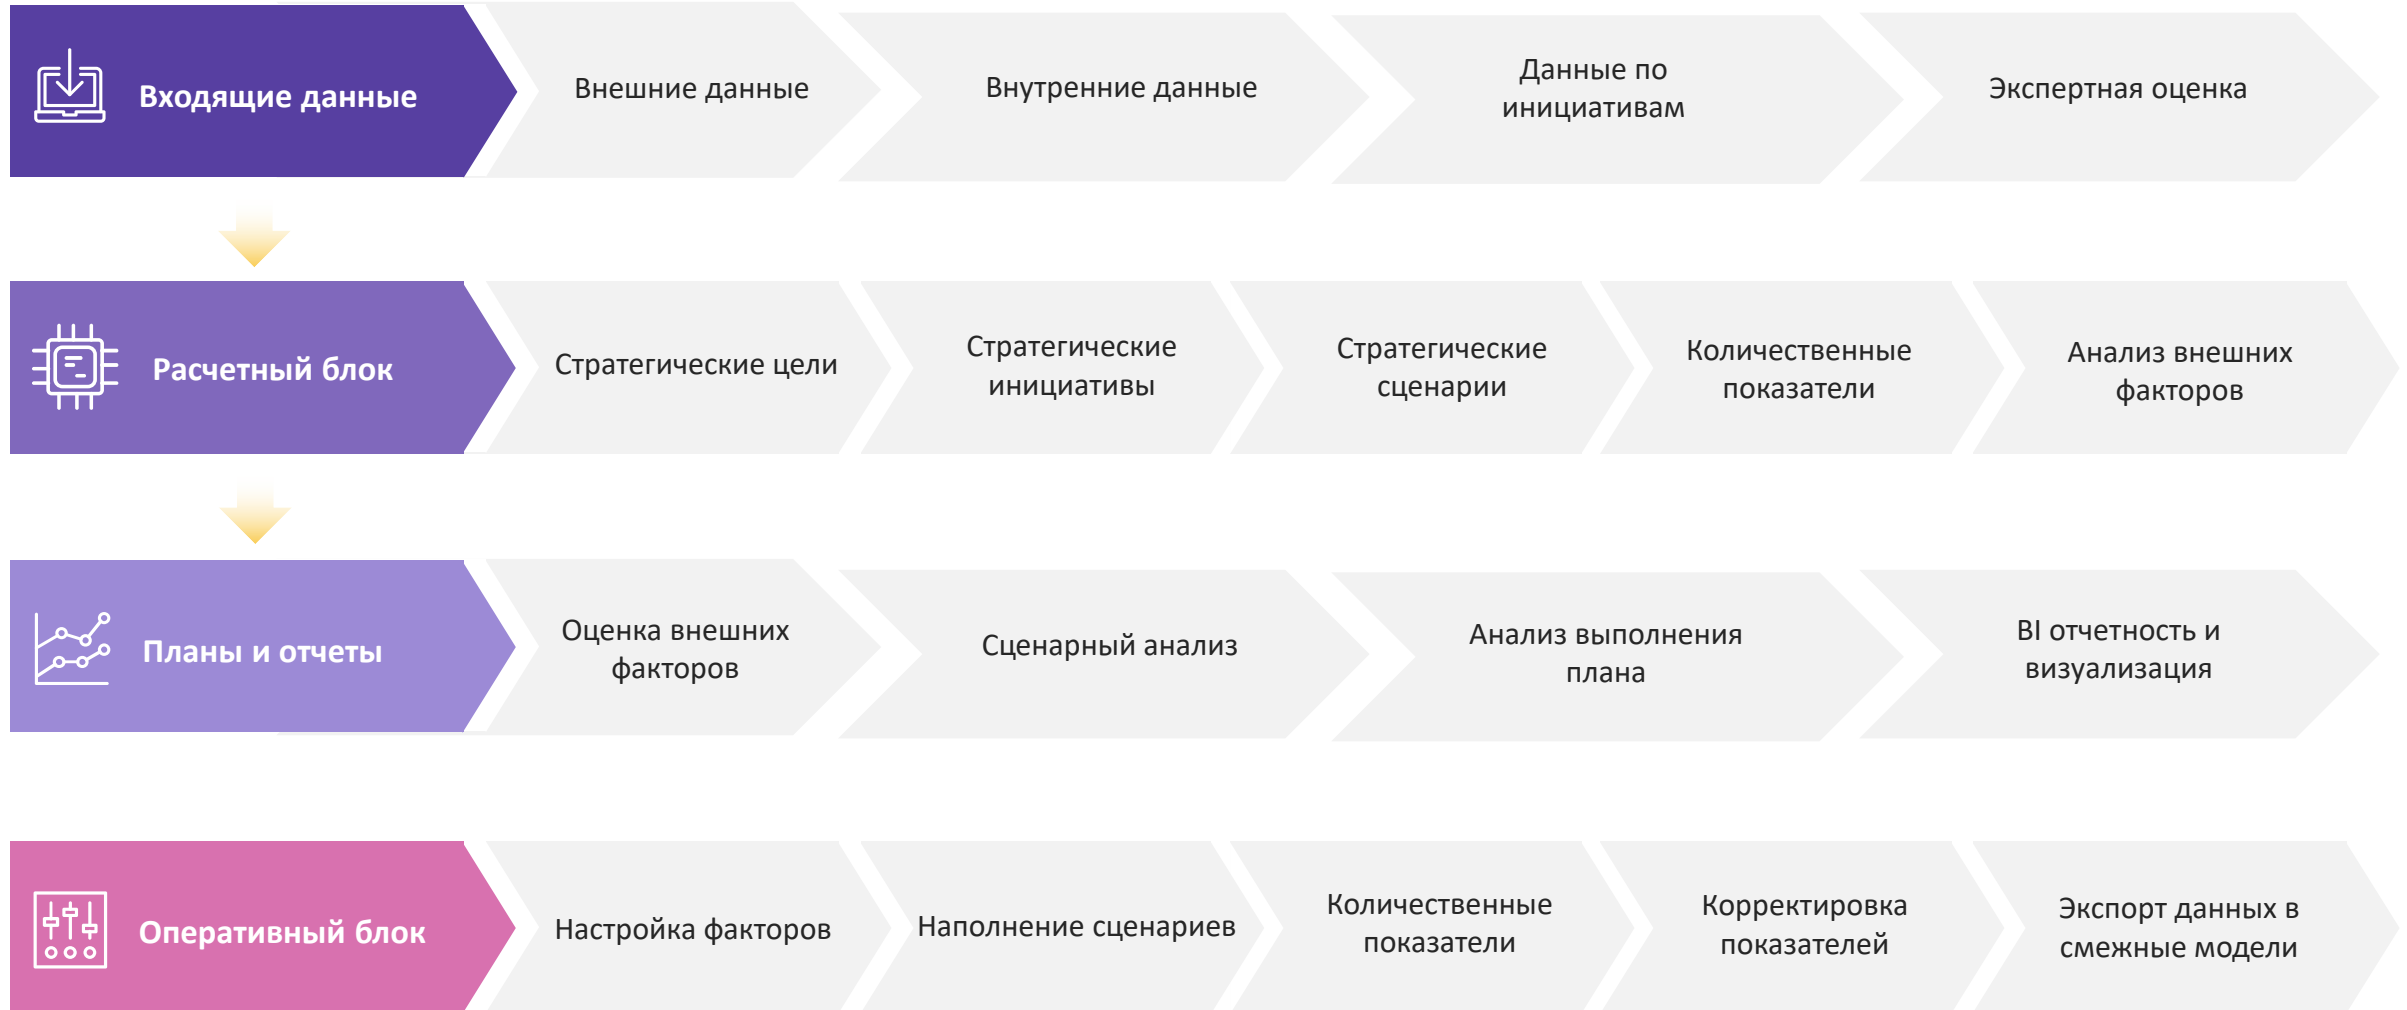 Входящие данные
Внешние данные
Внутренние данные
Данные по
инициативам
Экспертная оценка
Расчетный блок
Стратегические цели
Стратегические
инициативы
Стратегические
сценарии
Количественные
показатели
Анализ внешних
факторов
Планы и отчеты
Оценка внешних
факторов
Сценарный анализ
Анализ выполнения
плана
BI отчетность и
визуализация
Оперативный блок
Настройка факторов
Наполнение сценариев
Количественные
показатели
Корректировка
показателей
Экспорт данных в
смежные модели